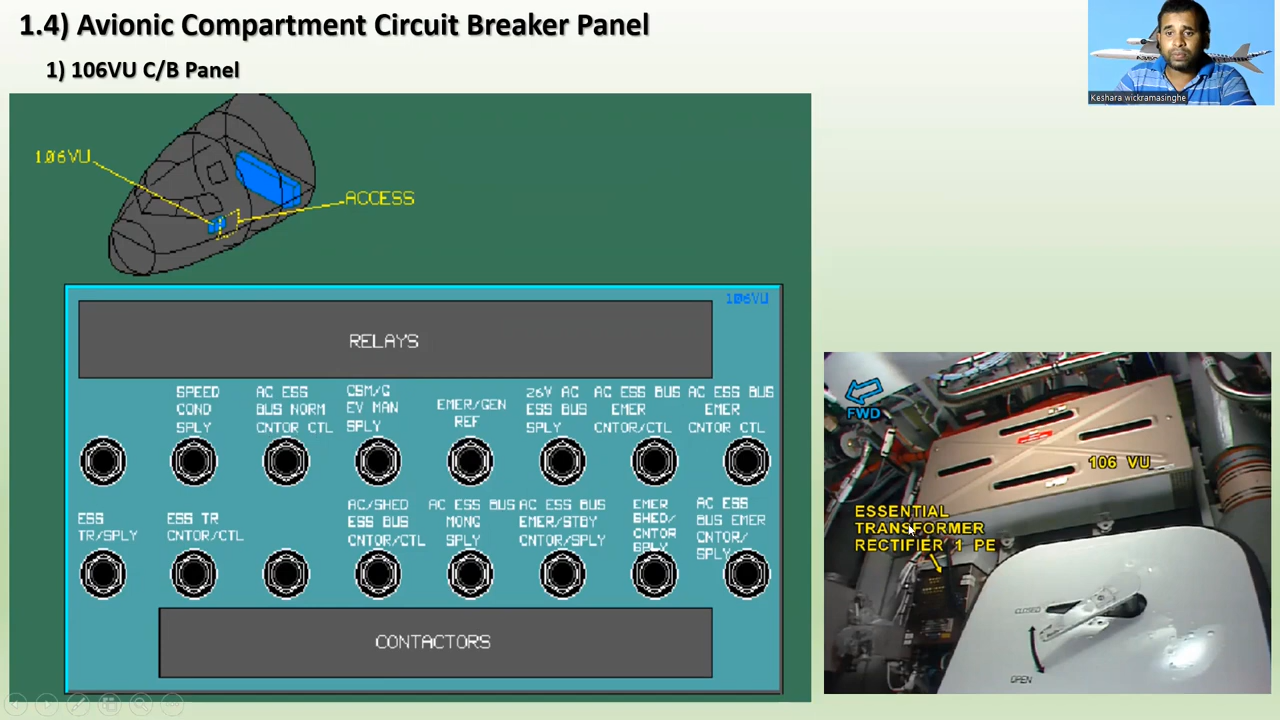 1.4) Avionic Compartment Circuit Breaker Panel
1) 106VU C/B Panel
Keshara wickramasinghe
106VU
ACCESS
106VU
RELAYS
SPEED
COND
SPLY
AC ESS
BUS NORM
CNTOR CTL
CSM/G
EV MAN
SPLY
EMER/GEN
REF
26V AC
ESS BUS
SPLY
AC ESS BUS
EMER
CNTOR/CTL
AC ESS BUS
EMER
CNTOR CTL
ESS
TR/SPLY
ESS TR
CNTOR/CTL
AC/SHED
ESS BUS
CNTOR/CTL
AC ESS BUS
MONG
SPLY
AC ESS BUS
EMER/STBY
CNTOR/SPLY
EMER
SHED/
CNTOR
SPLY
AC ESS
BUS EMER
CNTOR/
SPLY
CONTACTORS
FWD
106 VU
ESSENTIAL
TRANSFORMER
RECTIFIER 1 PE
CLOSED
OPEN